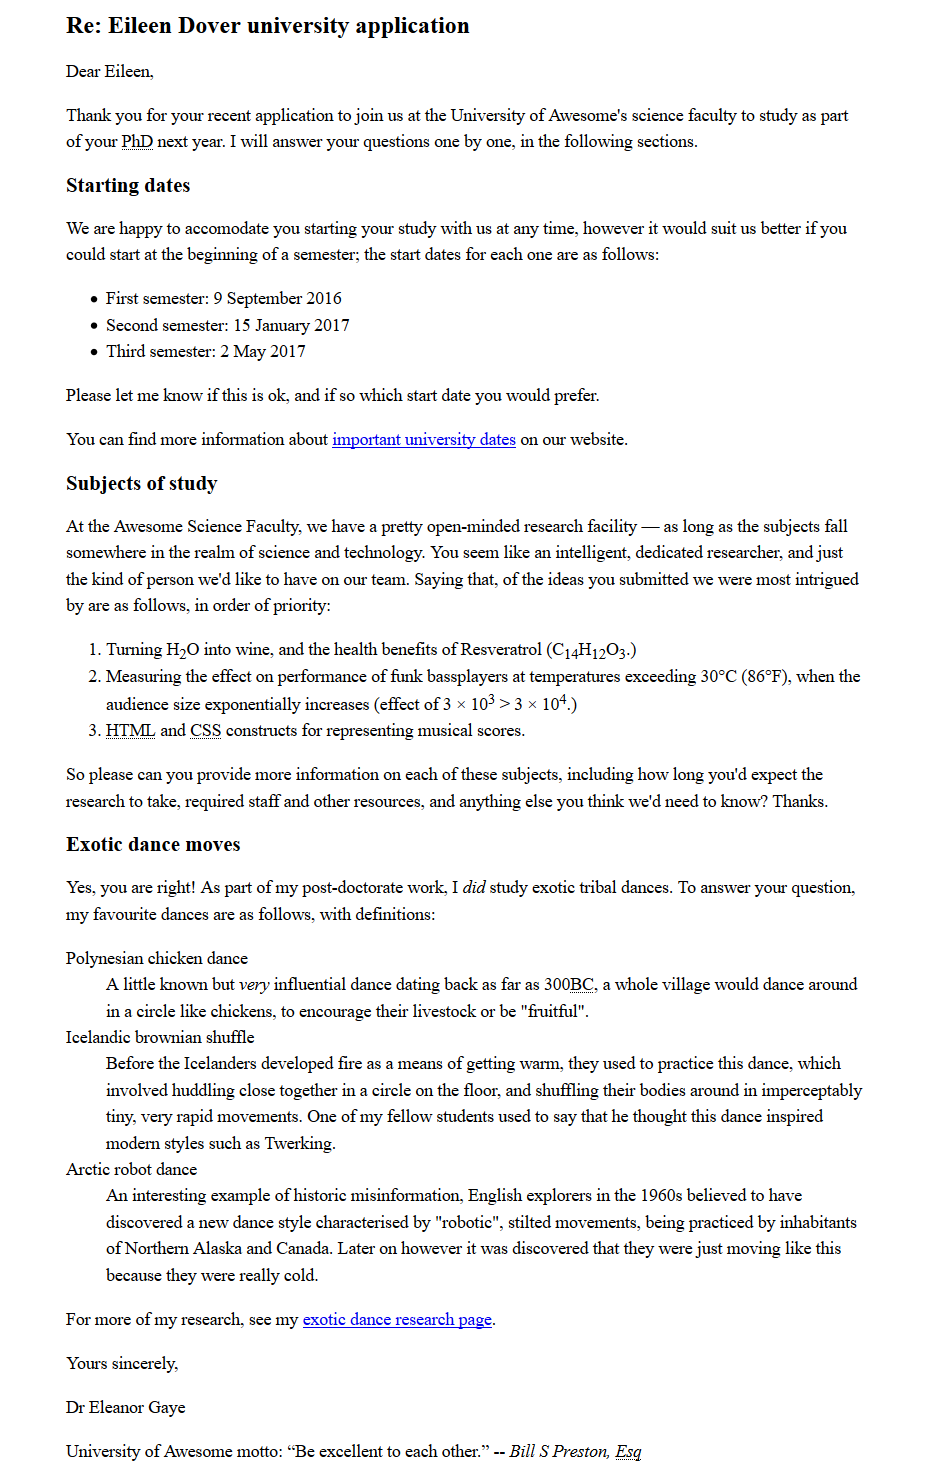 Re: Eileen Dover university application
Dear Eileen,
Thank you for your recent application to join us at the University of Awesome's science faculty to study as part
of your PhD next year. I will answer your questions one by one, in the following sections.
Starting dates
We are happy to accomodate you starting your study with us at any time, however it would suit us better if you
could start at the beginning of a semester; the start dates for each one are as follows:
• First semester: 9 September 2016
• Second semester: 15 January 2017
• Third semester: 2 May 2017
Please let me know if this is ok, and if so which start date you would prefer.
You can find more information about important university dates on our website.
Subjects of study
At the Awesome Science Faculty, we have a pretty open-minded research facility — as long as the subjects fall
somewhere in the realm of science and technology. You seem like an intelligent, dedicated researcher, and just
the kind of person we'd like to have on our team. Saying that, of the ideas you submitted we were most intrigued
by are as follows, in order of priority:
1. Turning H₂O into wine, and the health benefits of Resveratrol (C₁₄H₁₂O₃.)
2. Measuring the effect on performance of funk bassplayers at temperatures exceeding 30°C (86°F), when the
audience size exponentially increases (effect of 3 × 10³ > 3 × 10⁴.)
3. HTML and CSS constructs for representing musical scores.
So please can you provide more information on each of these subjects, including how long you'd expect the
research to take, required staff and other resources, and anything else you think we'd need to know? Thanks.
Exotic dance moves
Yes, you are right! As part of my post-doctorate work, I did study exotic tribal dances. To answer your question,
my favourite dances are as follows, with definitions:
Polynesian chicken dance
A little known but very influential dance dating back as far as 300BC, a whole village would dance around
in a circle like chickens, to encourage their livestock or be "fruitful".
Icelandic brownian shuffle
Before the Icelanders developed fire as a means of getting warm, they used to practice this dance, which
involved huddling close together in a circle on the floor, and shuffling their bodies around in imperceptably
tiny, very rapid movements. One of my fellow students used to say that he thought this dance inspired
modern styles such as Twerking.
Arctic robot dance
An interesting example of historic misinformation, English explorers in the 1960s believed to have
discovered a new dance style characterised by "robotic", stilted movements, being practiced by inhabitants
of Northern Alaska and Canada. Later on however it was discovered that they were just moving like this
because they were really cold.
For more of my research, see my exotic dance research page.
Yours sincerely,
Dr Eleanor Gaye
University of Awesome motto: “Be excellent to each other.” -- Bill S Preston, Esq